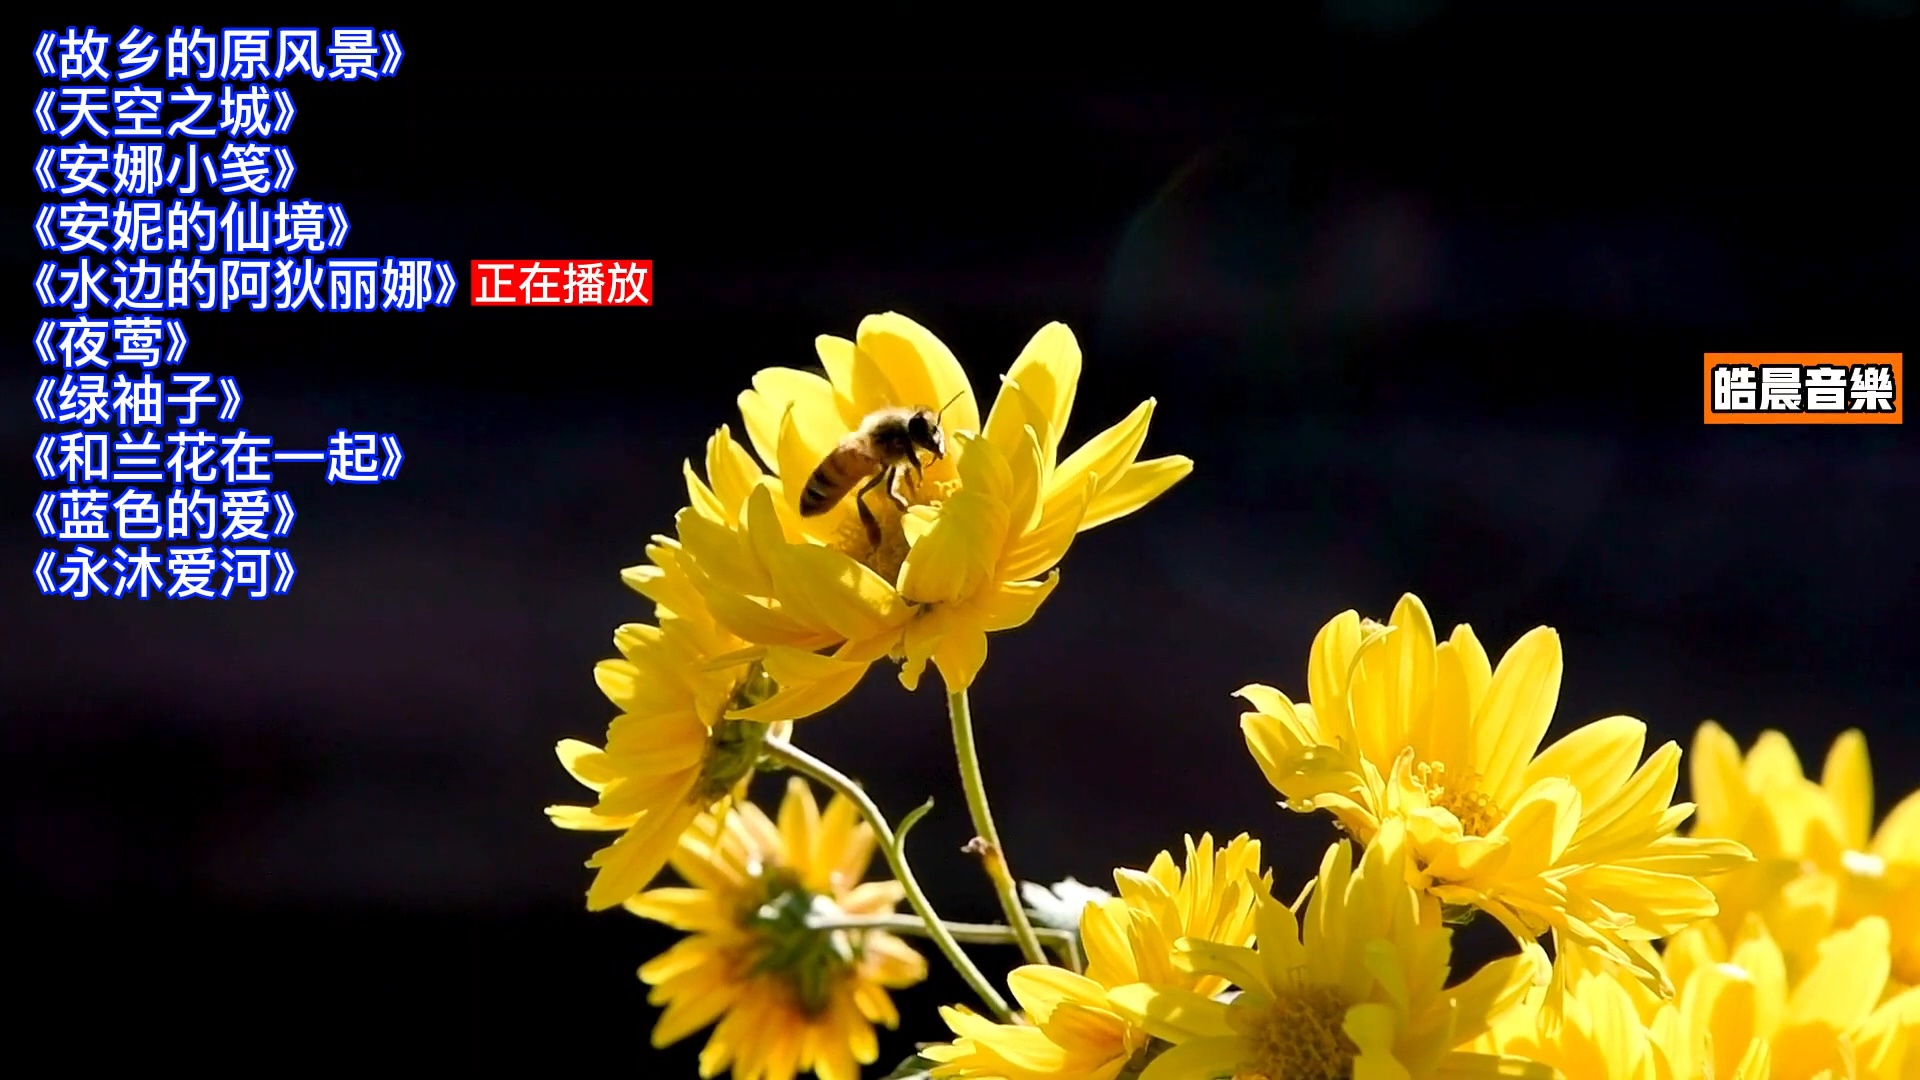 《故乡的原风景》
《天空之城》
《安娜小笺》
《安妮的仙境》
《水边的阿狄丽娜》正在播放
《夜莺》
《绿袖子》
《和兰花在一起》
《蓝色的爱》
《永沐爱河》
皓晨音樂